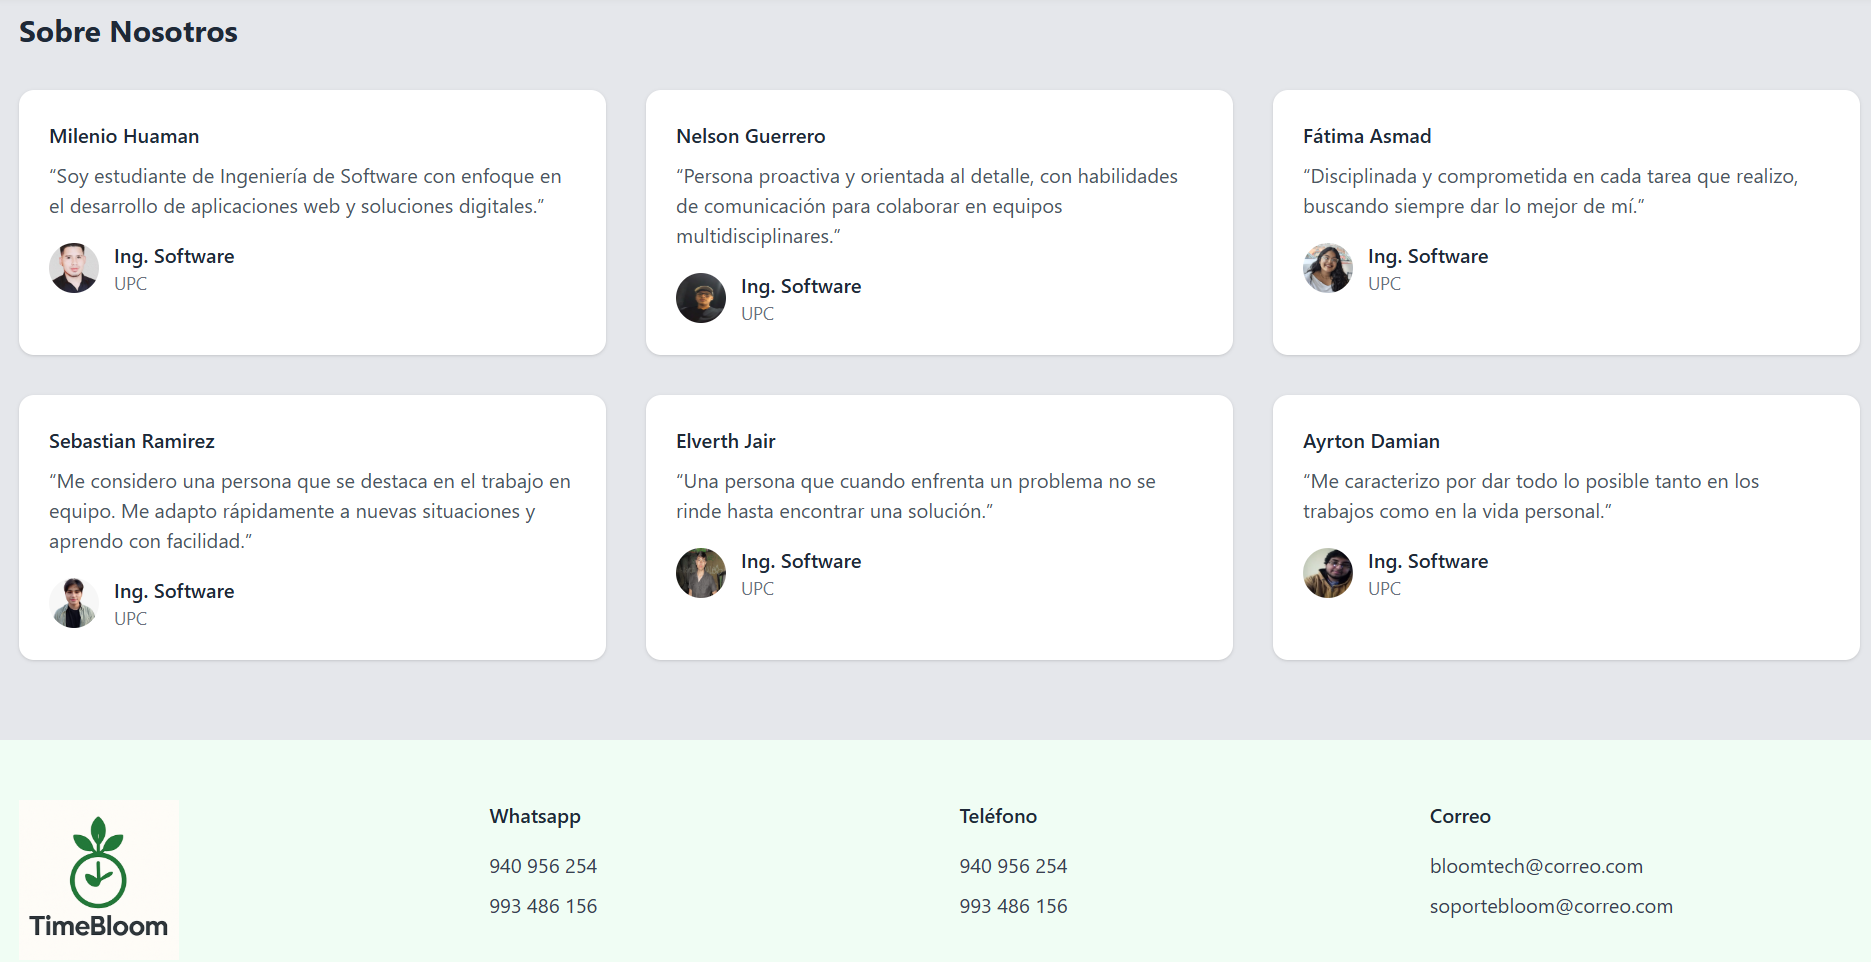 Sobre Nosotros
Milenio Huaman
“Soy estudiante de Ingeniería de Software con enfoque en
el desarrollo de aplicaciones web y soluciones digitales.”
Ing. Software
UPC
Nelson Guerrero
“Persona proactiva y orientada al detalle, con habilidades
de comunicación para colaborar en equipos
multidisciplinares.”
Ing. Software
UPC
Fátima Asmad
“Disciplinada y comprometida en cada tarea que realizo,
buscando siempre dar lo mejor de mí.”
Ing. Software
UPC
Sebastian Ramirez
“Me considero una persona que se destaca en el trabajo en
equipo. Me adapto rápidamente a nuevas situaciones y
aprendo con facilidad.”
Ing. Software
UPC
Elverth Jair
“Una persona que cuando enfrenta un problema no se
rinde hasta encontrar una solución.”
Ing. Software
UPC
Ayrton Damian
“Me caracterizo por dar todo lo posible tanto en los
trabajos como en la vida personal.”
Ing. Software
UPC
TimeBloom
Whatsapp
940 956 254
993 486 156
Teléfono
940 956 254
993 486 156
Correo
bloomtech@correo.com
soportebloom@correo.com